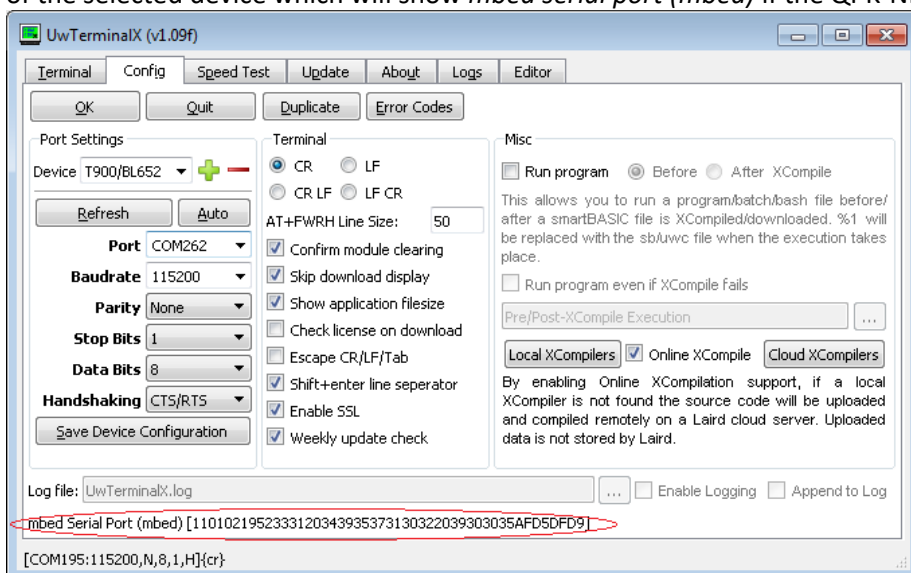 of the selected device which will show mbed serial port (mbed) if the
UwTerminalX (v1.09f)
Terminal Config Speed Test Update About Logs Editor
OK Quit Duplicate Error Codes
Port Settings
Device T900/BL652
Refresh Auto
Port COM262
Baudrate 115200
Parity None
Stop Bits 1
Data Bits 8
Handshaking CTS/RTS
Save Device Configuration
Terminal
CR LF
CR LF LF CR
AT+FWRH Line Size: 50
Confirm module clearing
Skip download display
Show application filesize
Check license on download
Escape CR/LF/Tab
Shift+enter line seperator
Enable SSL
Weekly update check
Misc
Run program Before After XCompile
This allows you to run a program/batch/bash file before/
after a smartBASIC file is XCompiled/downloaded. %1 will
be replaced with the sb/uwc file when the execution takes
place.
Run program even if XCompile fails
Pre/Post-XCompile Execution ...
Local XCompilers Online XCompile Cloud XCompilers
By enabling Online XCompilation support, if a local
XCompiler is not found the source code will be uploaded
and compiled remotely on a Laird cloud server. Uploaded
data is not stored by Laird.
Log file: UwTerminalX.log ... Enable Logging Append to Log
mbed Serial Port (mbed) [1101021952333120343935373130322039303035AFD5DFD9]
[COM195:115200,N,8,1,H]{cr}